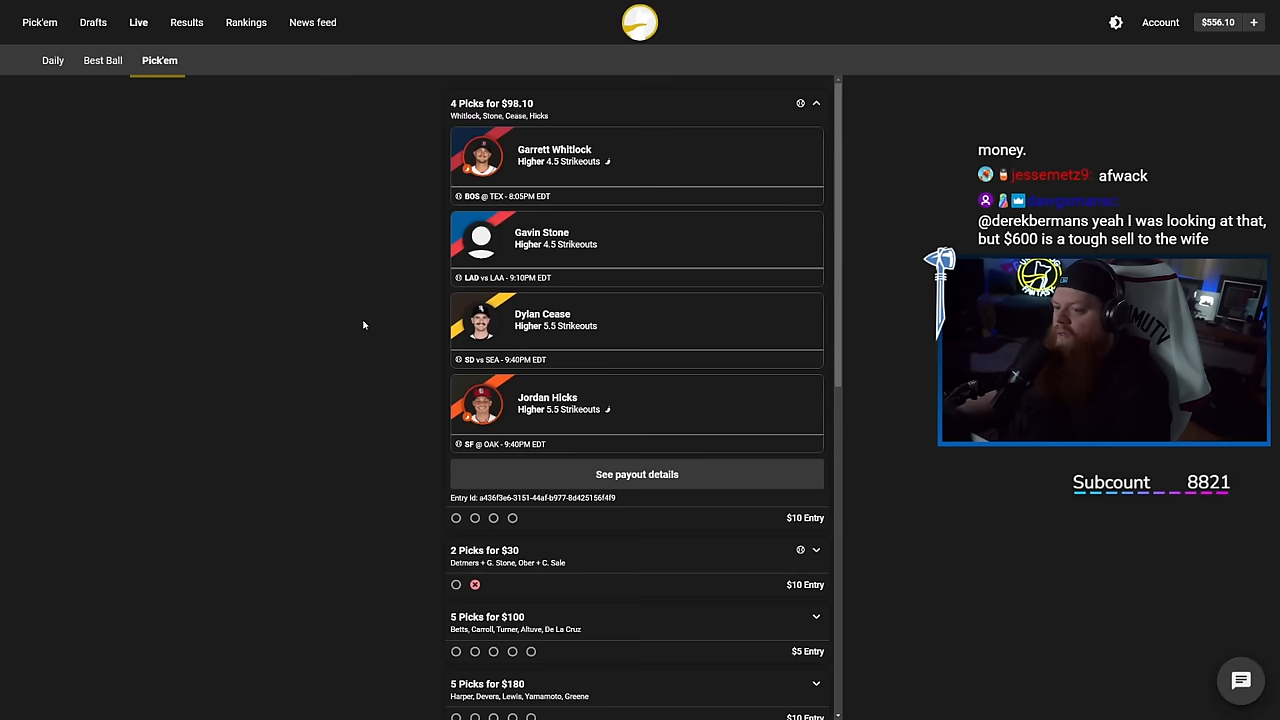 Pick'em Drafts Live Results Rankings News feed Account $556.10 +
Daily Best Ball Pick'em
4 Picks for $98.10
Whitlock, Stone, Cease, Hicks
Garrett Whitlock
Higher 4.5 Strikeouts
BOS @ TEX - 8:05PM EDT
Gavin Stone
Higher 4.5 Strikeouts
LAD vs LAA - 9:10PM EDT
Dylan Cease
Higher 5.5 Strikeouts
SD vs SEA - 9:40PM EDT
Jordan Hicks
Higher 5.5 Strikeouts
SF @ OAK - 9:40PM EDT
See payout details
Entry Id: a436f3e6-3151-44af-b977-8d425156f4f9
$10 Entry
2 Picks for $30
Detmers + G. Stone, Ober + C. Sale
$10 Entry
5 Picks for $100
Betts, Carroll, Turner, Altuve, De La Cruz
$5 Entry
5 Picks for $180
Harper, Devers, Lewis, Yamamoto, Greene
$10 Entry
money.
jessemetz9: afwack
@derekbermans yeah I was looking at that,
but $600 is a tough sell to the wife
Subcount 8821